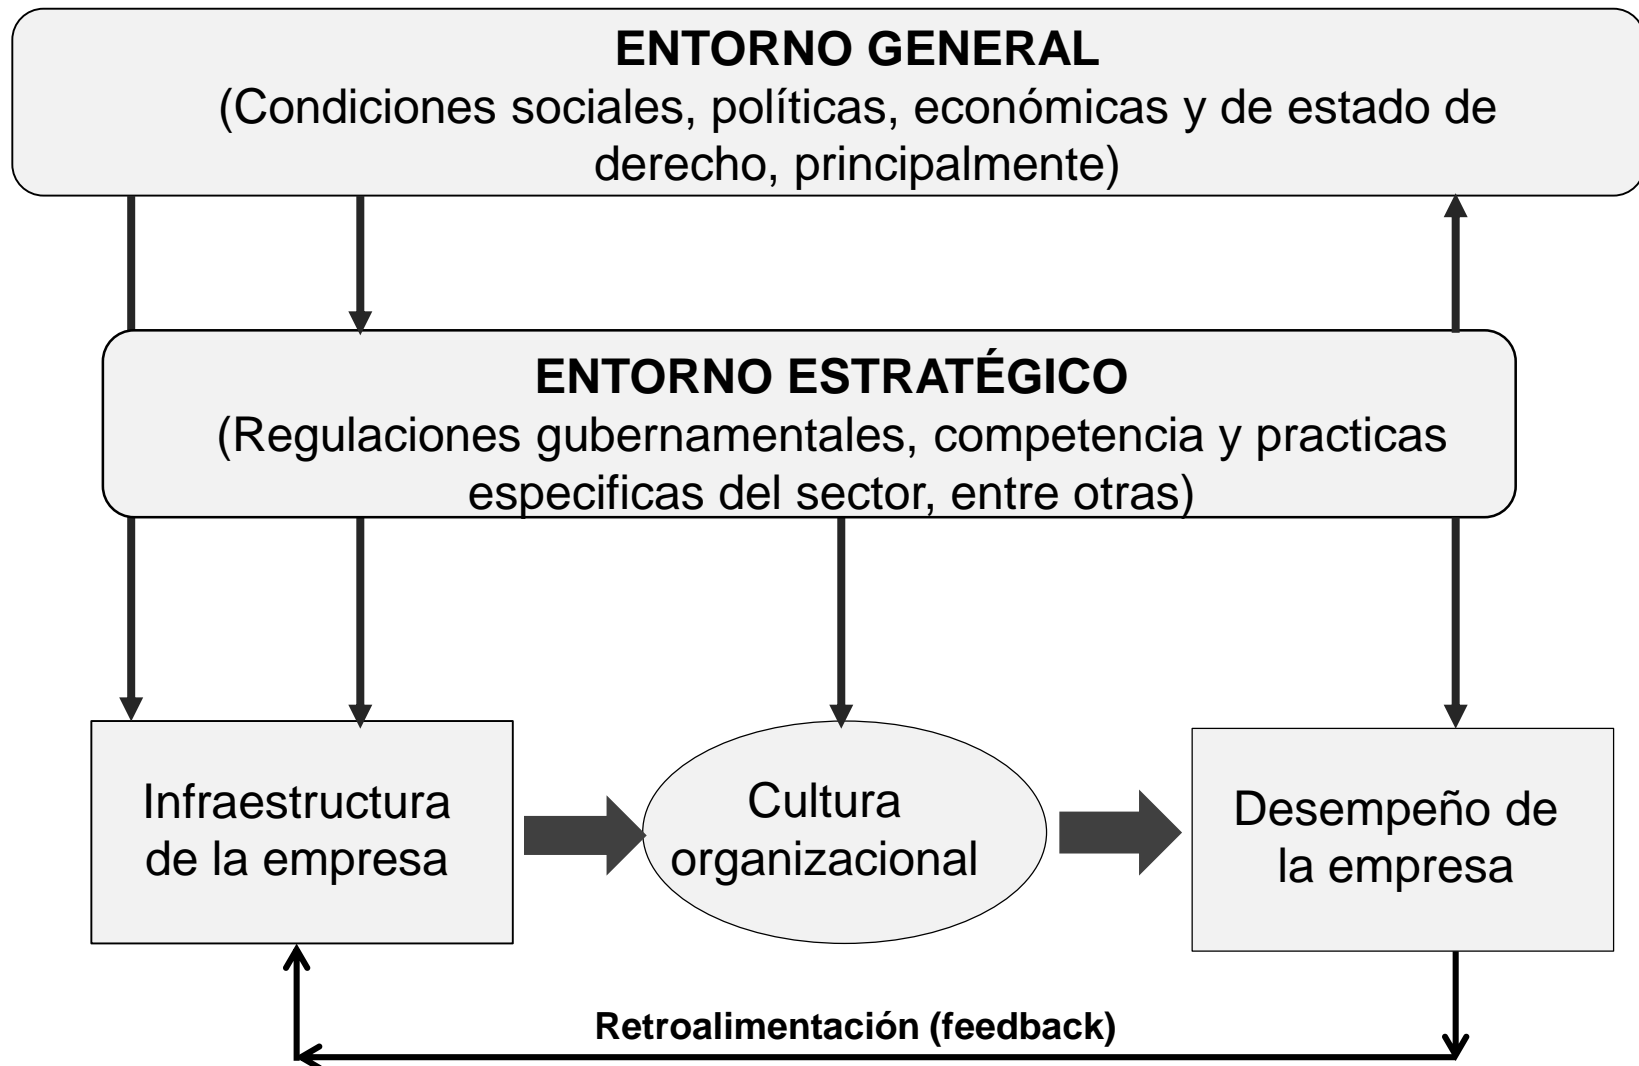 ENTORNO GENERAL
(Condiciones sociales, políticas, económicas y de estado de
derecho, principalmente)
ENTORNO ESTRATÉGICO
(Regulaciones gubernamentales, competencia y practicas
especificas del sector, entre otras)
Infraestructura
de la empresa
Cultura
organizacional
Desempeño de
la empresa
Retroalimentación (feedback)